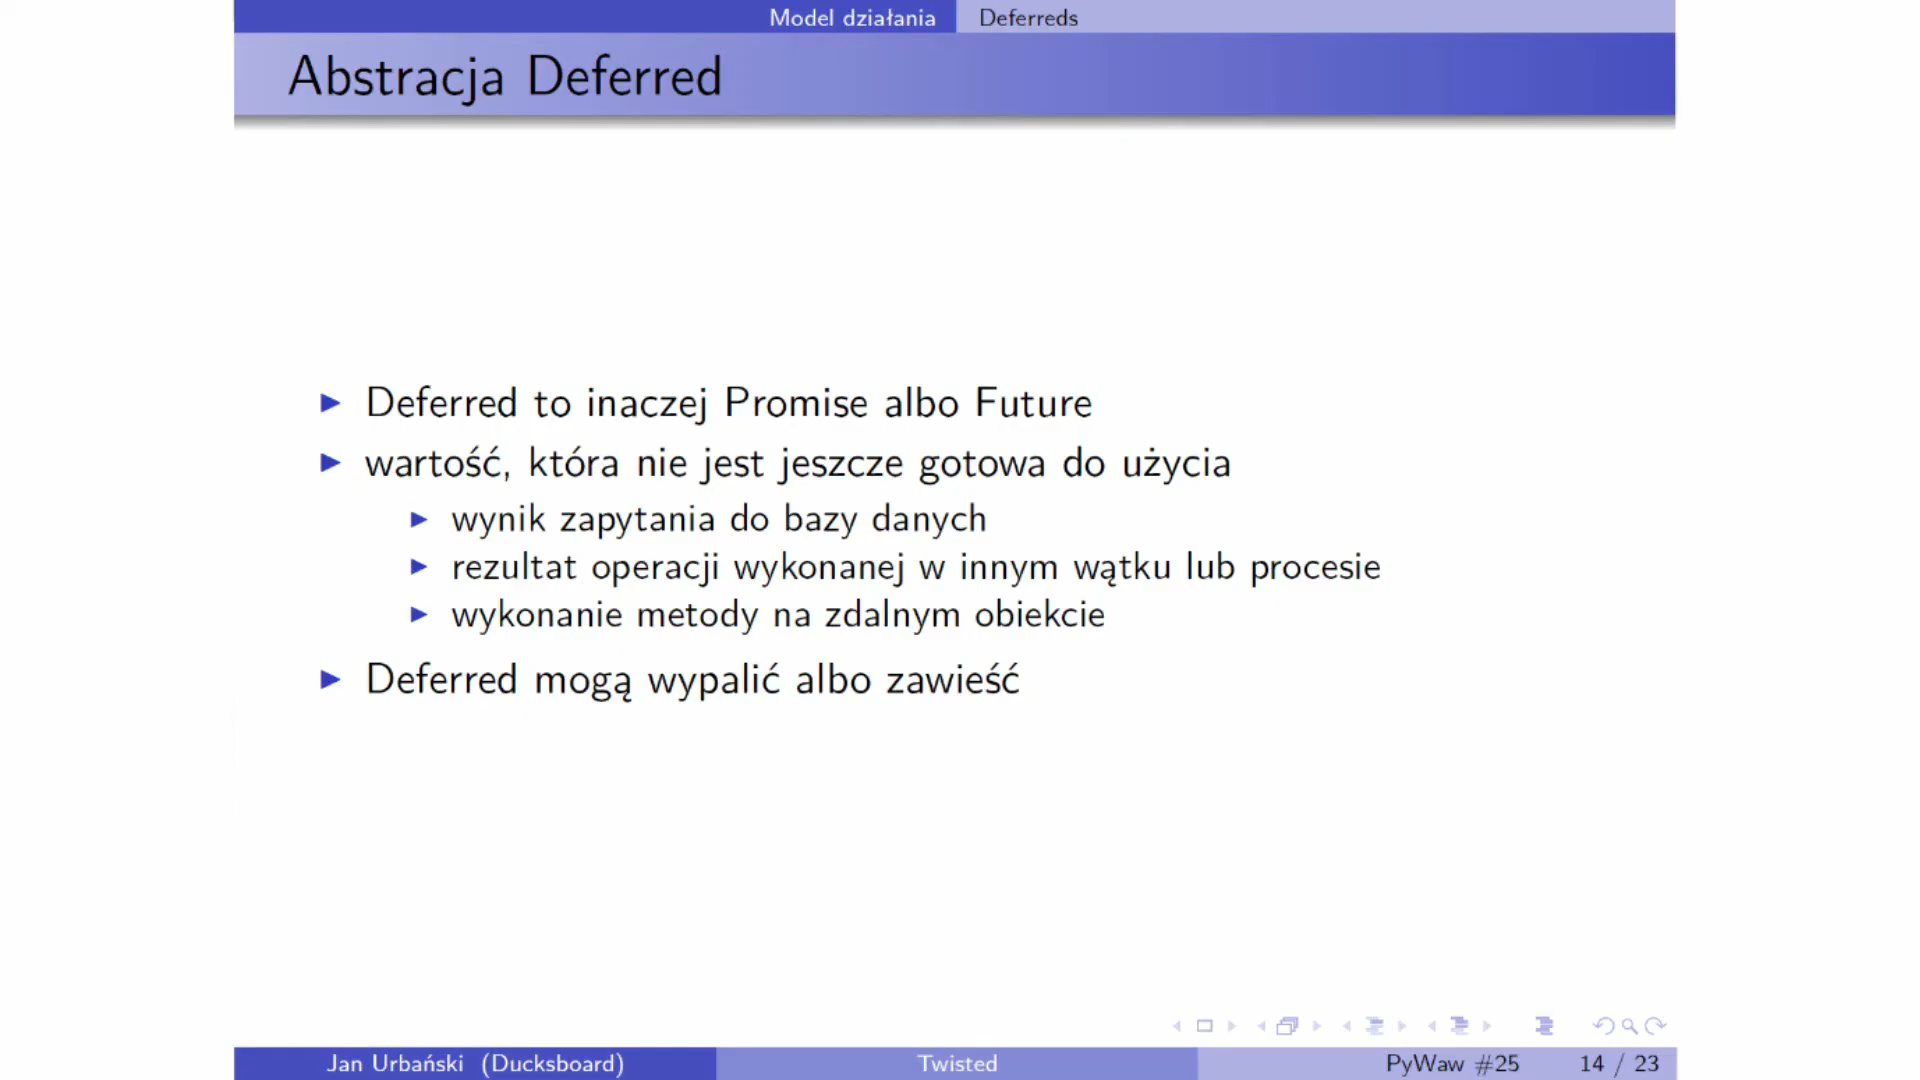 Model działania Deferreds
Abstracja Deferred
Deferred to inaczej Promise albo Future
wartość, która nie jest jeszcze gotowa do użycia
wynik zapytania do bazy danych
rezultat operacji wykonanej w innym wątku lub procesie
wykonanie metody na zdalnym obiekcie
Deferred mogą wypalić albo zawieść
Jan Urbański (Ducksboard) Twisted PyWaw #25 14 / 23